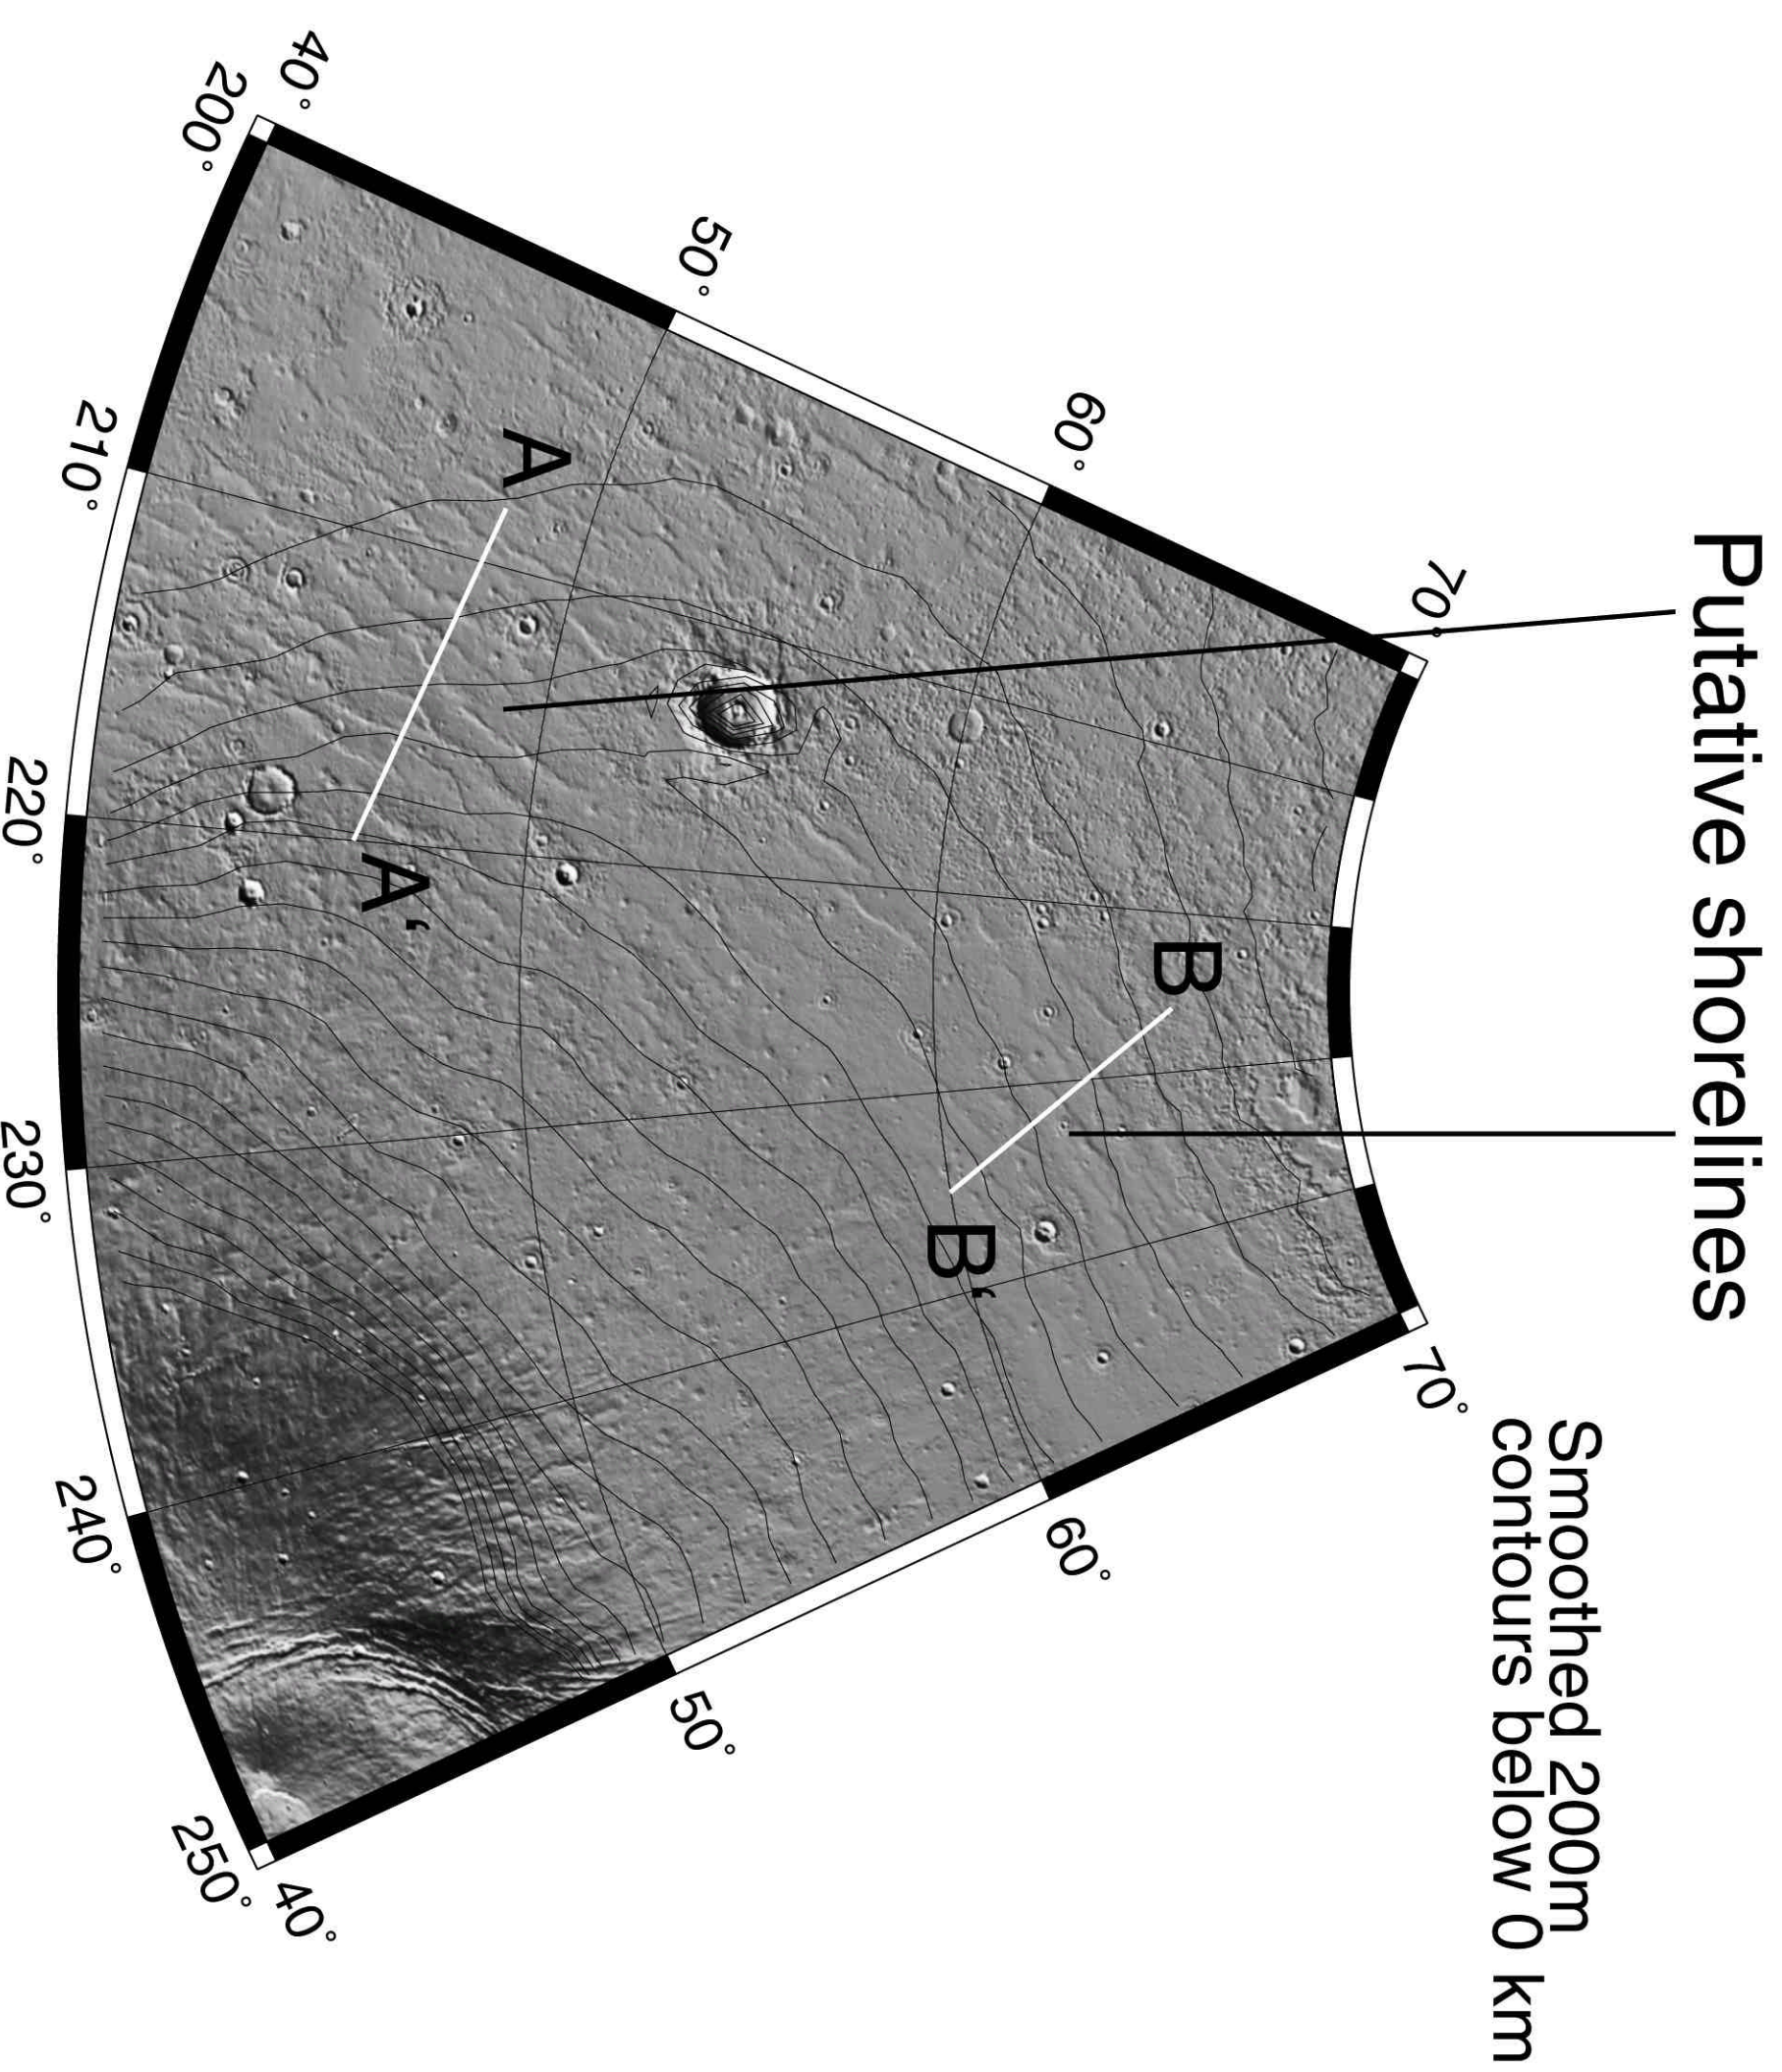 Putative shorelines
Smoothed 200m
contours below 0 km
70°
60°
50°
40°
200°
210°
220°
230°
240°
250°
40°
50°
60°
70°
A
A‘
B
B‘